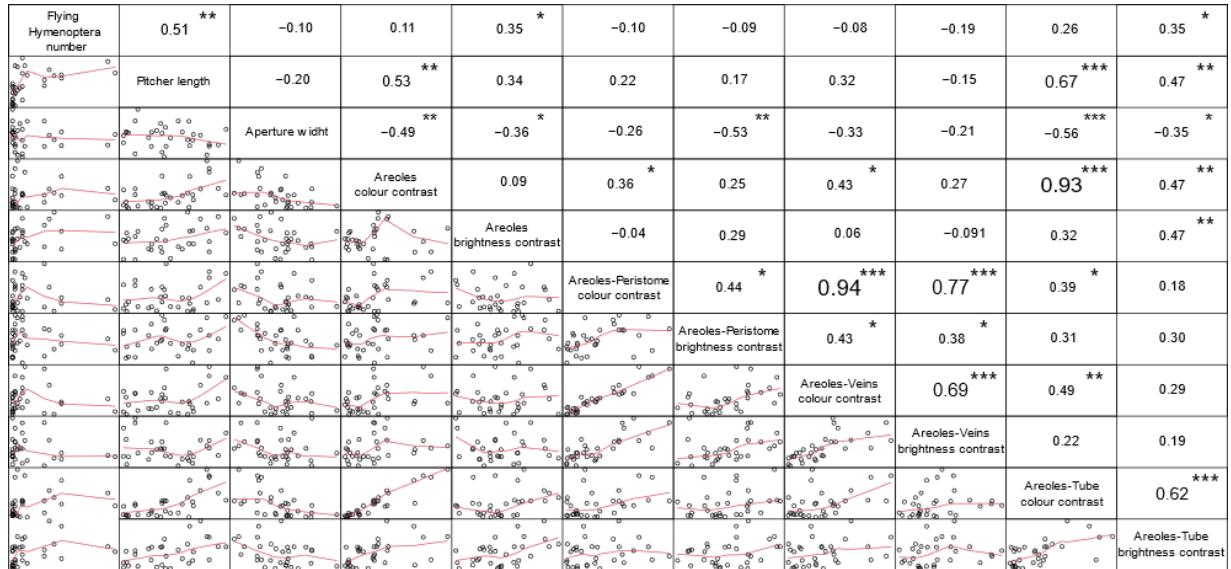 Flying
Hymenoptera
number
0.51 **
−0.10
0.11
0.35 *
−0.10
−0.09
−0.08
−0.19
0.26
0.35 *
Pitcher length
−0.20
0.53 **
0.34
0.22
0.17
0.32
−0.15
0.67 ***
0.47 **
Aperture widht
−0.49 **
−0.36 *
−0.26
−0.53 **
−0.33
−0.21
−0.56 ***
−0.35 *
Areoles
colour contrast
0.09
0.36 *
0.25
0.43 *
0.27
0.93 ***
0.47 **
Areoles
brightness contrast
−0.04
0.29
0.06
−0.091
0.32
0.47 **
Areoles-Peristome
colour contrast
0.44 *
0.94 ***
0.77 ***
0.39 *
0.18
Areoles-Peristome
brightness contrast
0.43 *
0.38 *
0.31
0.30
Areoles-Veins
colour contrast
0.69 ***
0.49 **
0.29
Areoles-Veins
brightness contrast
0.22
0.19
Areoles-Tube
colour contrast
0.62 ***
Areoles-Tube
brightness contrast